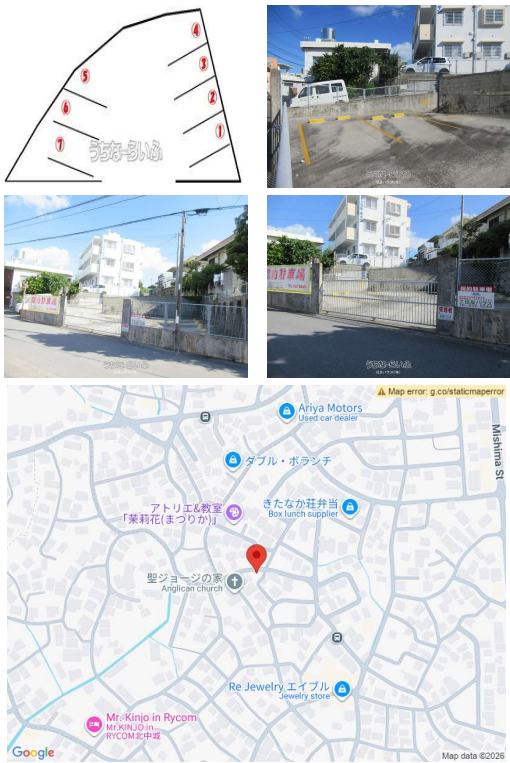 ④
③
⑤
②
⑥
①
⑦
うちなーらいふ
うちなーらいふ
うちなーらいふ
うちなーらいふ
Map error: g.co/staticmaperror
Ariya Motors
Used car dealer
Mishima St
ダブル・ボランチ
アトリエ&教室
「茉莉花(まつりか)」
きたなか荘弁当
Box lunch supplier
聖ジョージの家
Anglican church
Re Jewelry エイブル
Jewelry store
Mr. Kinjo in Rycom
Mr.KINJO in
RYCOM北中城
Google
Map data ©2026